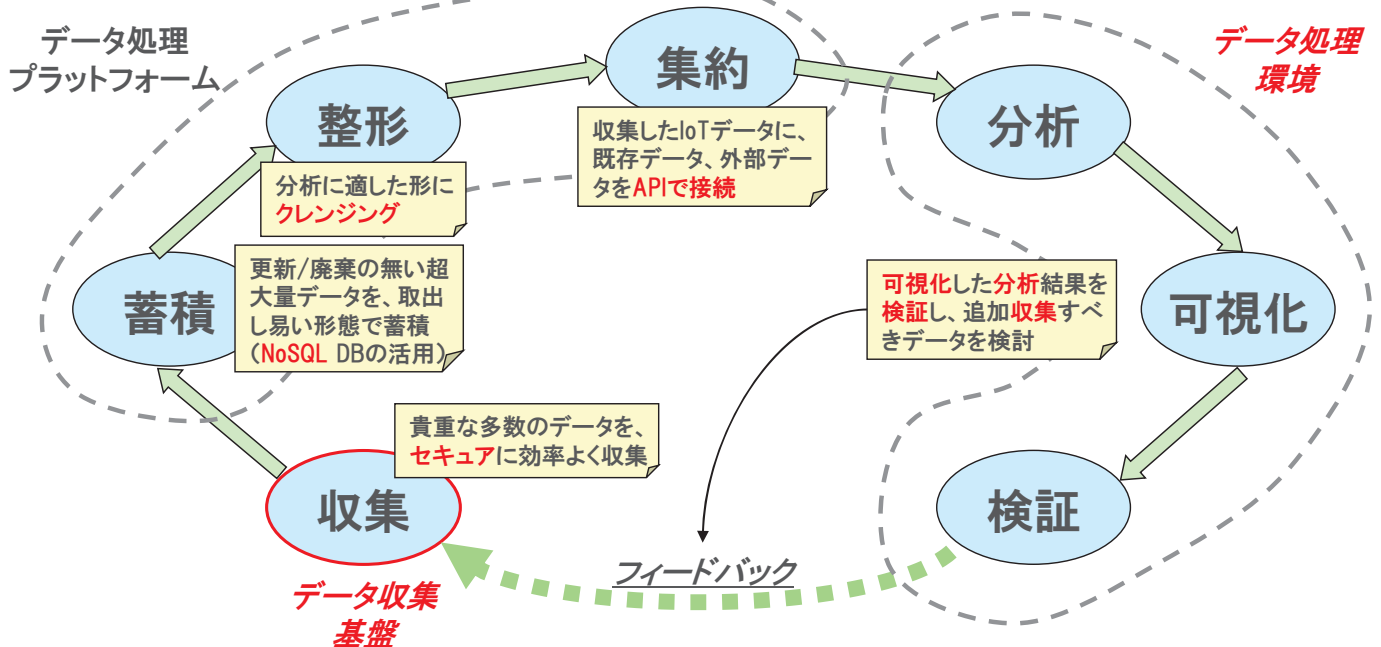 データ処理
プラットフォーム
集約
データ処理
環境
整形
分析
収集したIoTデータに、
既存データ、外部デー
タをAPIで接続
分析に適した形に
クレンジング
蓄積
更新/廃棄の無い超
大量データを、取出
し易い形態で蓄積
(NoSQL DBの活用)
可視化した分析結果を
検証し、追加収集すべ
きデータを検討
可視化
貴重な多数のデータを、
セキュアに効率よく収集
収集
検証
フィードバック
データ収集
基盤